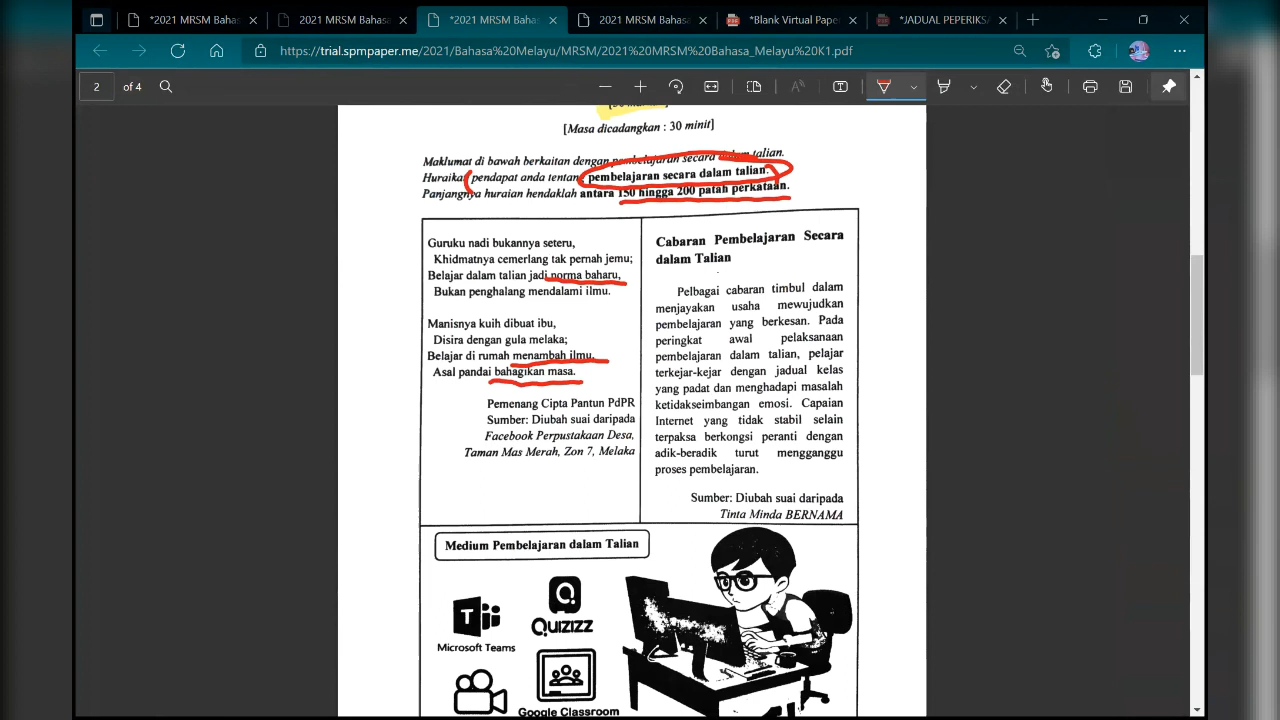 *2021 MRSM Bahasa
2021 MRSM Bahasa
*2021 MRSM Bahas
2021 MRSM Bahasa
*Blank Virtual Pape
*JADUAL PEPERIKSA
https://trial.spmpaper.me/2021/Bahasa%20Melayu/MRSM/2021%20MRSM%20Bahasa_Melayu%20K1.pdf
2 of 4
[Masa dicadangkan : 30 minit]
Maklumat di bawah berkaitan dengan pembelajaran secara dalam talian.
Huraikan pendapat anda tentang pembelajaran secara dalam talian.
Panjangnya huraian hendaklah antara 150 hingga 200 patah perkataan.
Guruku nadi bukannya seteru,
Khidmatnya cemerlang tak pernah jemu;
Belajar dalam talian jadi norma baharu,
Bukan penghalang mendalami ilmu.
Manisnya kuih dibuat ibu,
Disira dengan gula melaka;
Belajar di rumah menambah ilmu,
Asal pandai bahagikan masa.
Pemenang Cipta Pantun PdPR
Sumber: Diubah suai daripada
Facebook Perpustakaan Desa,
Taman Mas Merah, Zon 7, Melaka
Cabaran Pembelajaran Secara
dalam Talian
Pelbagai cabaran timbul dalam
menjayakan usaha mewujudkan
pembelajaran yang berkesan. Pada
peringkat awal pelaksanaan
pembelajaran dalam talian, pelajar
terkejar-kejar dengan jadual kelas
yang padat dan menghadapi masalah
ketidakseimbangan emosi. Capaian
Internet yang tidak stabil selain
terpaksa berkongsi peranti dengan
adik-beradik turut mengganggu
proses pembelajaran.
Sumber: Diubah suai daripada
Tinta Minda BERNAMA
Medium Pembelajaran dalam Talian
Microsoft Teams
QUIZIZZ
Google Classroom